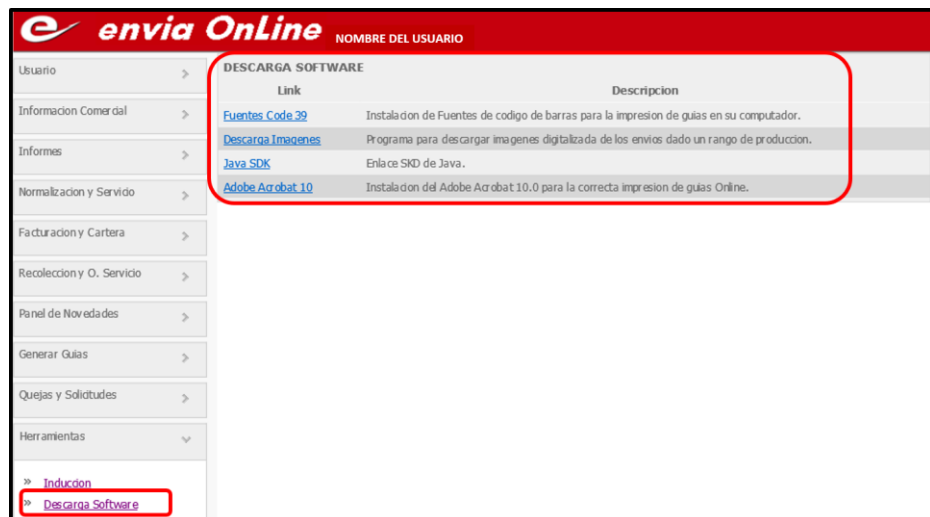 e envia OnLine NOMBRE DEL USUARIO
Usuario
Informacion Comercial
Informes
Normalizacion y Servicio
Facturacion y Cartera
Recoleccion y O. Servicio
Panel de Novedades
Generar Guias
Quejas y Solicitudes
Herramientas
» Induccion
» Descarga Software
DESCARGA SOFTWARE
Link Descripcion
Fuentes Code 39 Instalacion de Fuentes de codigo de barras para la impresion de guias en su computador.
Descarga Imagenes Programa para descargar imagenes digitalizada de los envios dado un rango de produccion.
Java SDK Enlace SKD de Java.
Adobe Acrobat 10 Instalacion del Adobe Acrobat 10.0 para la correcta impresion de guias Online.